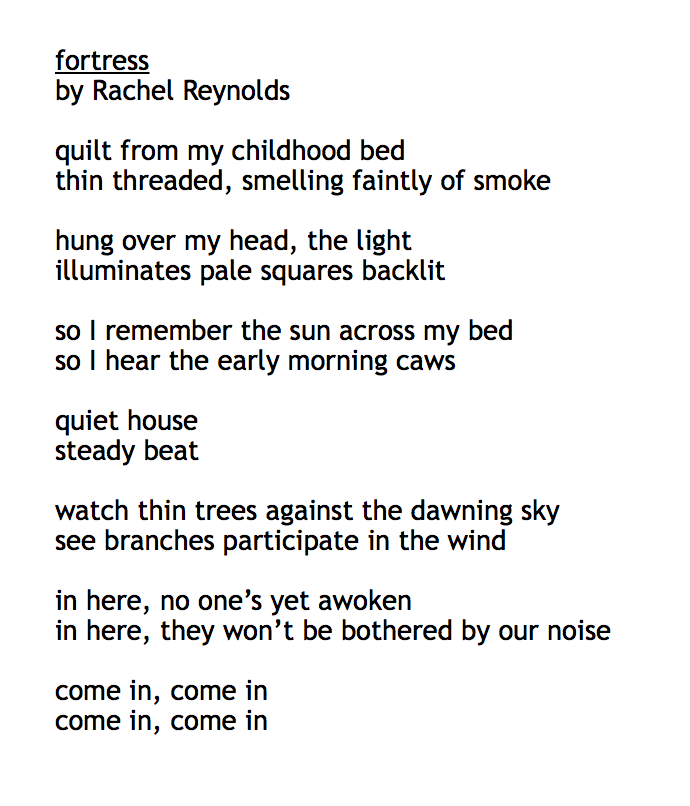 fortress
by Rachel Reynolds
quilt from my childhood bed
thin threaded, smelling faintly of smoke
hung over my head, the light
illuminates pale squares backlit
so I remember the sun across my bed
so I hear the early morning caws
quiet house
steady beat
watch thin trees against the dawning sky
see branches participate in the wind
in here, no one’s yet awoken
in here, they won’t be bothered by our noise
come in, come in
come in, come in